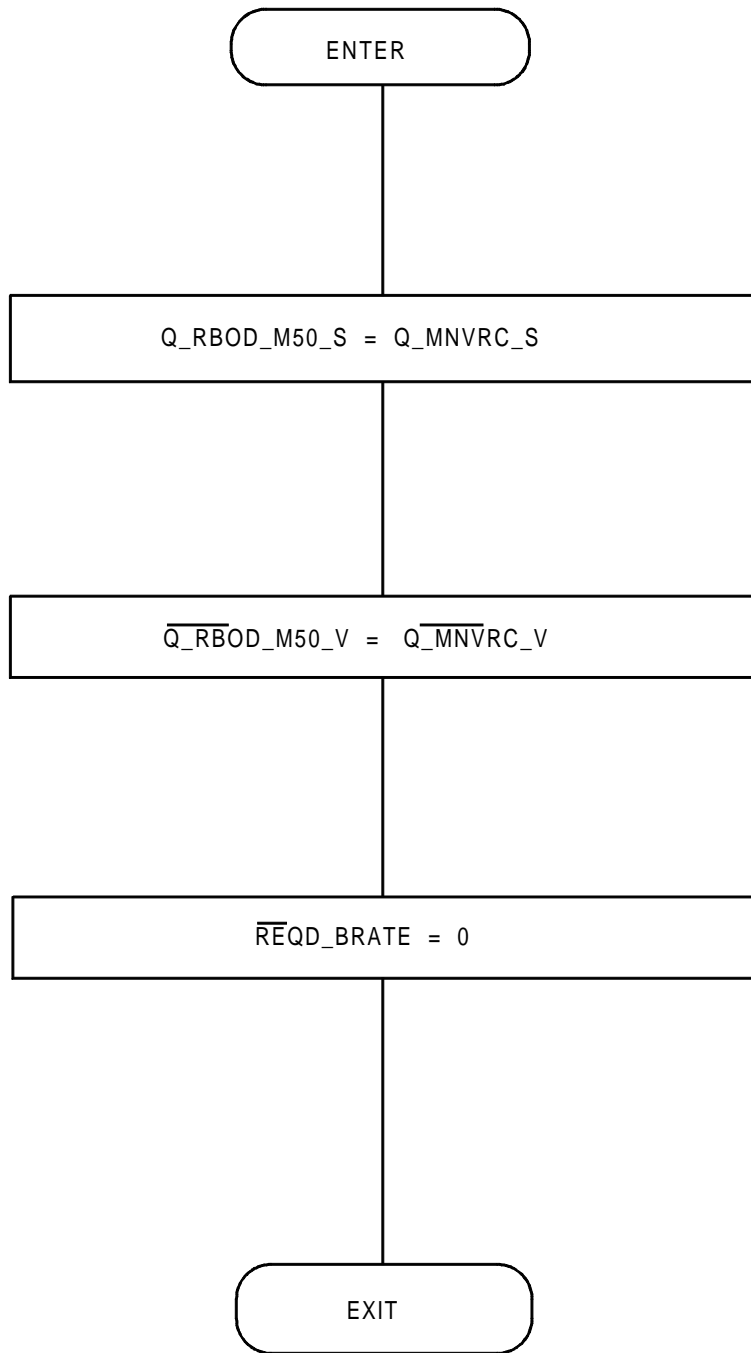 ENTER
Q_RBOD_M50_S = Q_MNVRC_S
Q_RBOD_M50_V = Q_MNVRC_V
REQD_BRATE = 0
EXIT